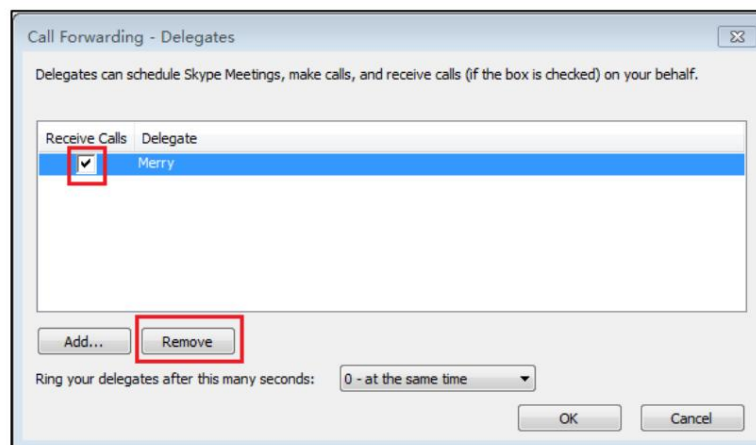 Call Forwarding - Delegates
Delegates can schedule Skype Meetings, make calls, and receive calls (if the box is checked) on your behalf.
Receive Calls Delegate
Merry
Add... Remove
Ring your delegates after this many seconds: 0 - at the same time
OK Cancel